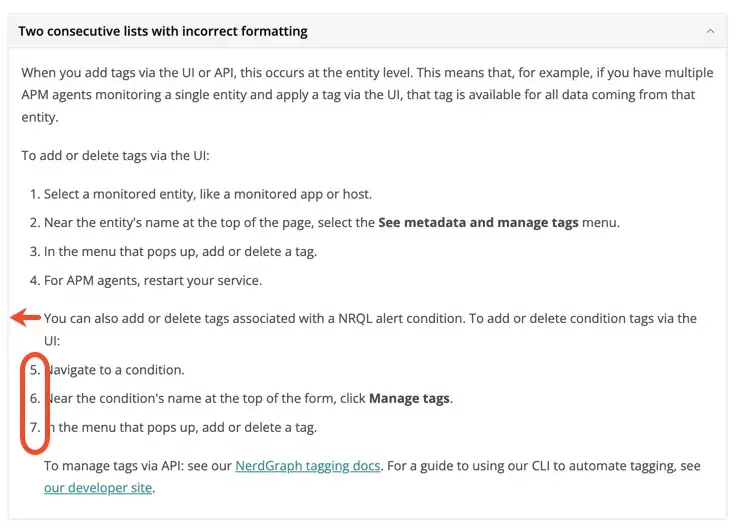 Two consecutive lists with incorrect formatting
When you add tags via the UI or API, this occurs at the entity level. This means that, for example, if you have multiple
APM agents monitoring a single entity and apply a tag via the UI, that tag is available for all data coming from that
entity.
To add or delete tags via the UI:
1. Select a monitored entity, like a monitored app or host.
2. Near the entity's name at the top of the page, select the See metadata and manage tags menu.
3. In the menu that pops up, add or delete a tag.
4. For APM agents, restart your service.
You can also add or delete tags associated with a NRQL alert condition. To add or delete condition tags via the
UI:
5. Navigate to a condition.
6. Near the condition's name at the top of the form, click Manage tags.
7. In the menu that pops up, add or delete a tag.
To manage tags via API: see our NerdGraph tagging docs. For a guide to using our CLI to automate tagging, see
our developer site.